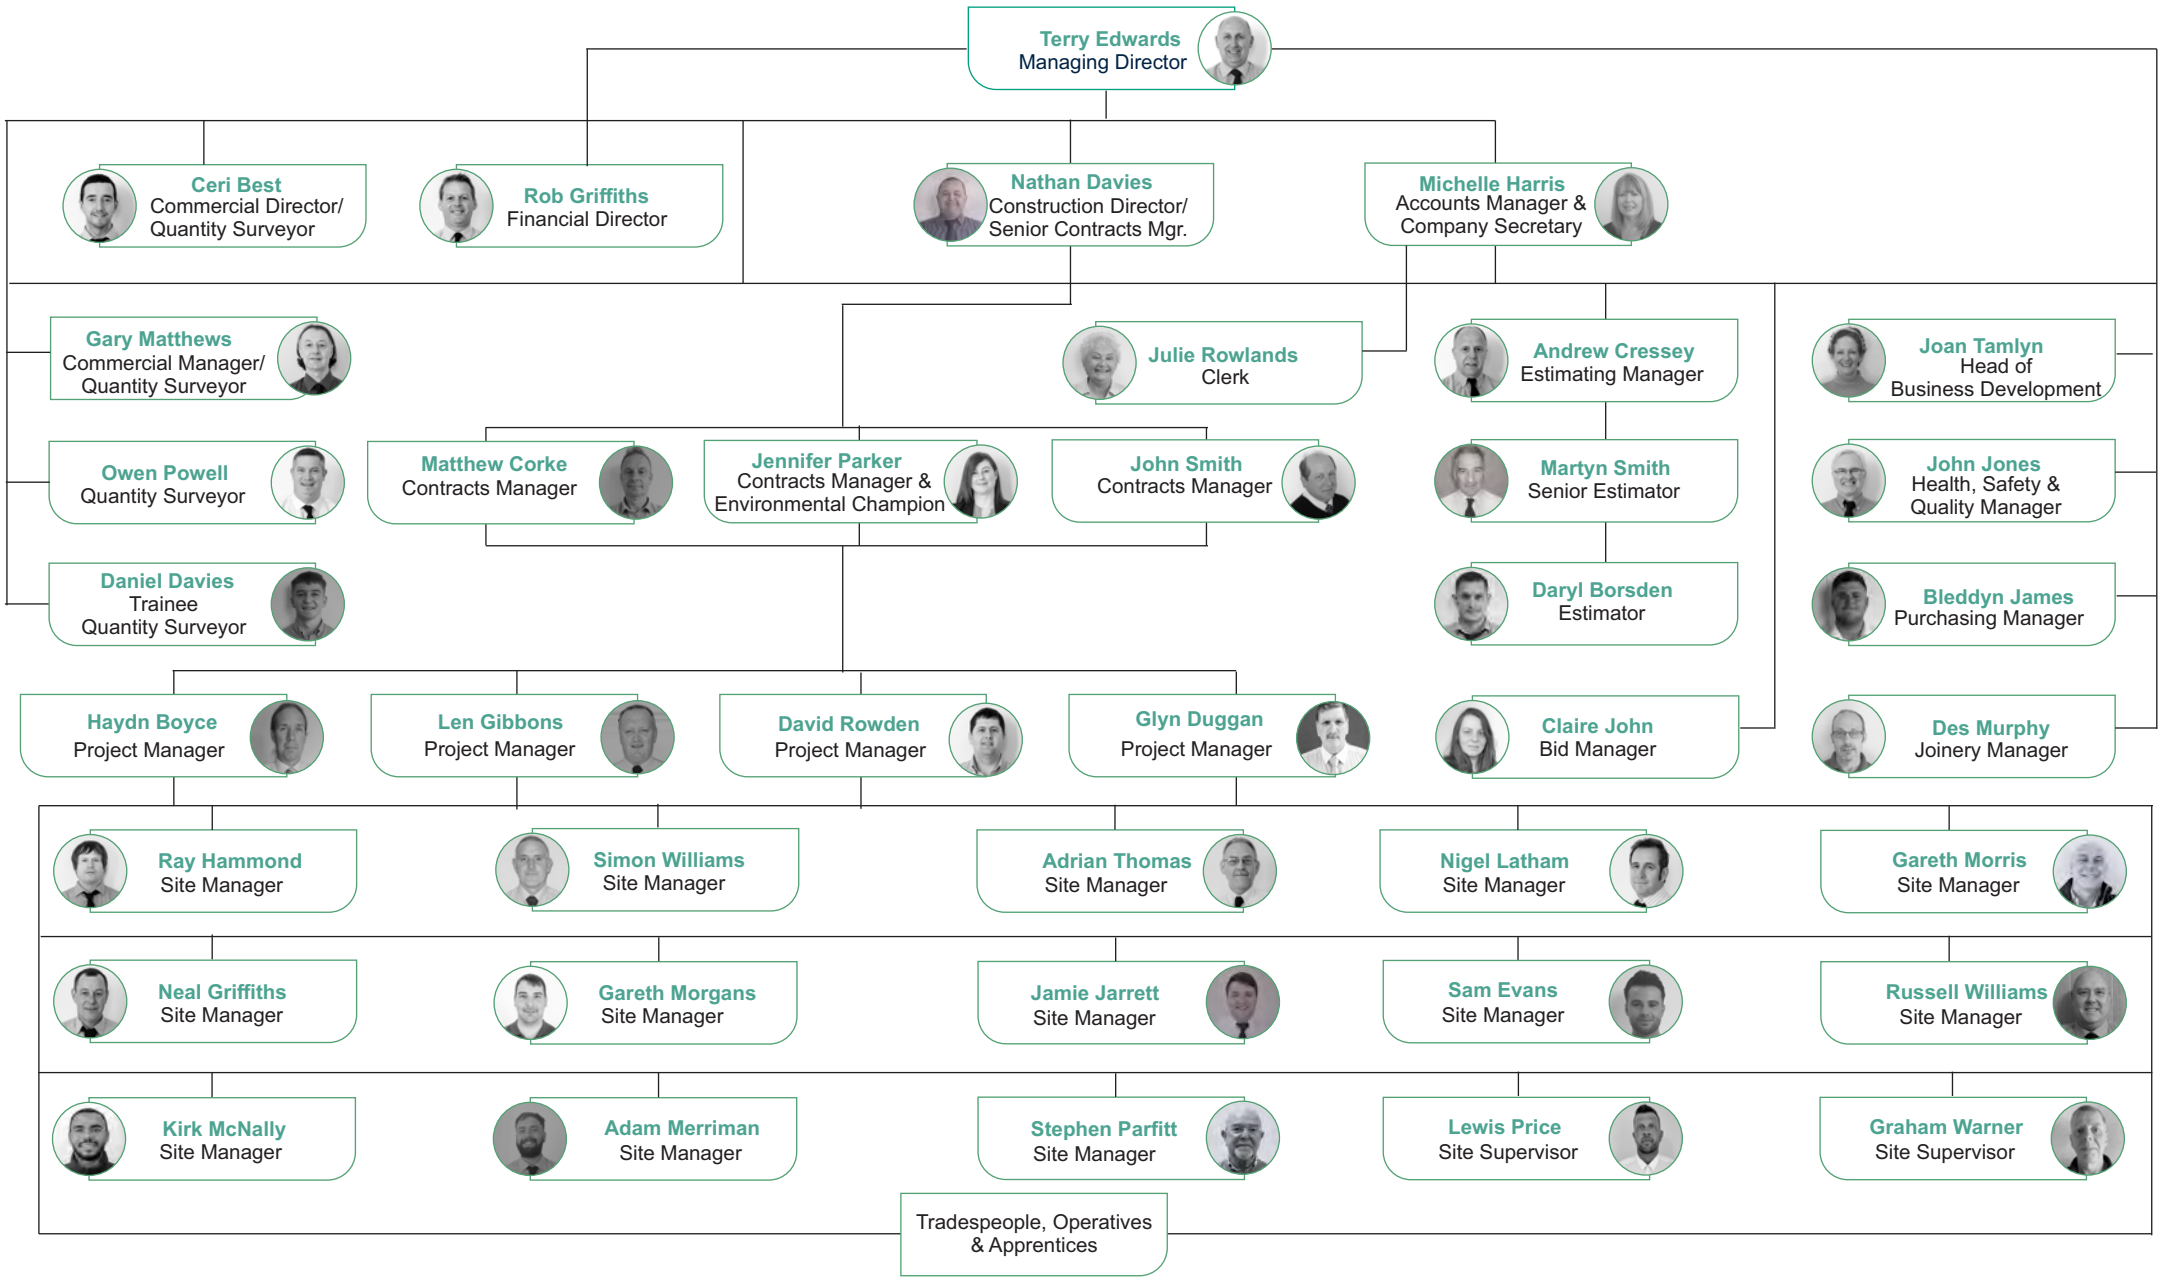 Terry Edwards
Managing Director
Ceri Best
Commercial Director/
Quantity Surveyor
Rob Griffiths
Financial Director
Nathan Davies
Construction Director/
Senior Contracts Mgr.
Michelle Harris
Accounts Manager &
Company Secretary
Gary Matthews
Commercial Manager/
Quantity Surveyor
Julie Rowlands
Clerk
Andrew Cressey
Estimating Manager
Joan Tamlyn
Head of
Business Development
Owen Powell
Quantity Surveyor
Matthew Corke
Contracts Manager
Jennifer Parker
Contracts Manager &
Environmental Champion
John Smith
Contracts Manager
Martyn Smith
Senior Estimator
John Jones
Health, Safety &
Quality Manager
Daniel Davies
Trainee
Quantity Surveyor
Daryl Borsden
Estimator
Bleddyn James
Purchasing Manager
Haydn Boyce
Project Manager
Len Gibbons
Project Manager
David Rowden
Project Manager
Glyn Duggan
Project Manager
Claire John
Bid Manager
Des Murphy
Joinery Manager
Ray Hammond
Site Manager
Simon Williams
Site Manager
Adrian Thomas
Site Manager
Nigel Latham
Site Manager
Gareth Morris
Site Manager
Neal Griffiths
Site Manager
Gareth Morgans
Site Manager
Jamie Jarrett
Site Manager
Sam Evans
Site Manager
Russell Williams
Site Manager
Kirk McNally
Site Manager
Adam Merriman
Site Manager
Stephen Parfitt
Site Manager
Lewis Price
Site Supervisor
Graham Warner
Site Supervisor
Tradespeople, Operatives
& Apprentices